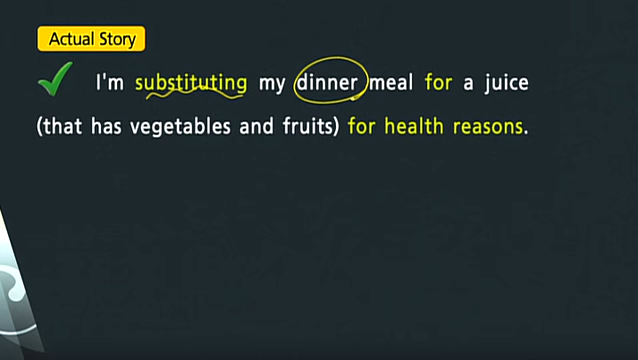 Actual Story
I'm substituting my dinner meal for a juice
(that has vegetables and fruits) for health reasons.